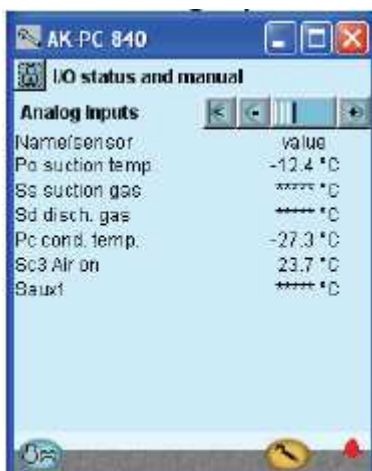 AK-PC 840
I/O status and manual
Analog Inputs
Name/sensor value
Po suction temp -12.4 °C
Ss suction gas ***** °C
Sd disch. gas ***** °C
Pc cond. temp. -27.3 °C
Sc3 Air on 23.7 °C
Saux1 ***** °C